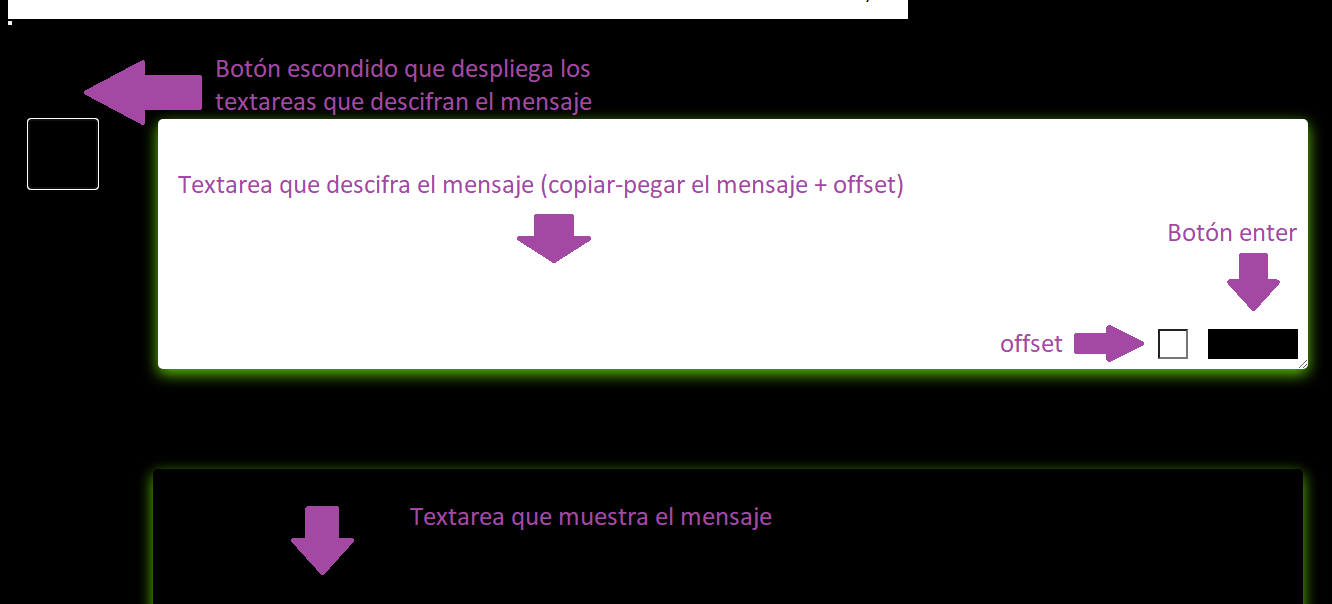 Botón escondido que despliega los
textareas que descifran el mensaje
Textarea que descifra el mensaje (copiar-pegar el mensaje + offset)
Botón enter
offset
Textarea que muestra el mensaje